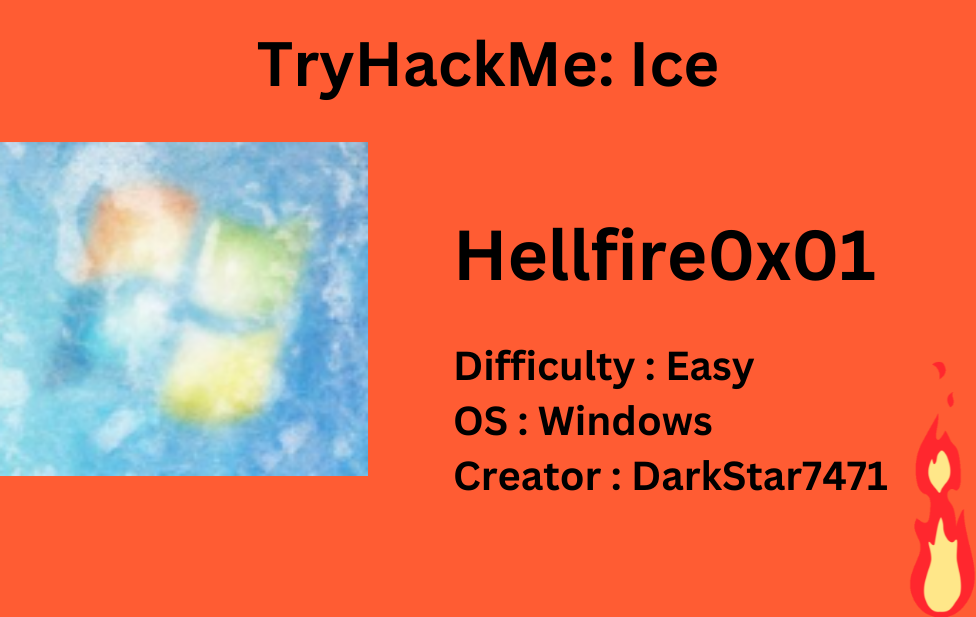 TryHackMe: Ice
Hellfire0x01
Difficulty : Easy
OS : Windows
Creator : DarkStar7471